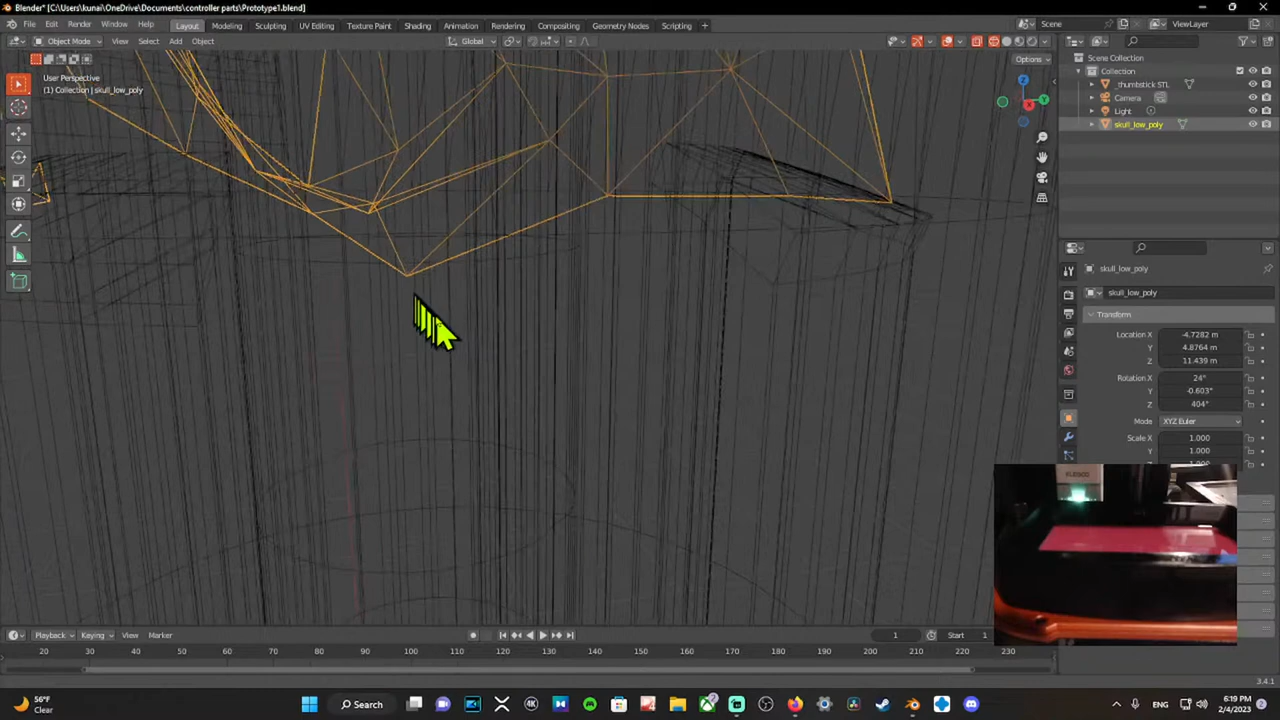 Blender* [C:\Users\kunai\OneDrive\Documents\controller parts\Prototype1.blend]
File Edit Render Window Help Layout Modeling Sculpting UV Editing Texture Paint Shading Animation Rendering Compositing Geometry Nodes Scripting + Scene ViewLayer
Object Mode View Select Add Object Global
Options
User Perspective
(1) Collection | skull_low_poly
Scene Collection
Collection
_thumbstick STL
Camera
Light
skull_low_poly
skull_low_poly
skull_low_poly
Transform
Location X -4.7282 m
Y 4.8764 m
Z 11.439 m
Rotation X 24°
Y -0.603°
Z 404°
Mode XYZ Euler
Scale X 1.000
Y 1.000
Playback Keying View Marker 1 Start 1
20 30 40 50 60 70 80 90 100 110 120 130 140 150 160 170 180 190 200 210 220 230
3.4.1
56°F
Clear
Search
ENG
6:19 PM
2/4/2023